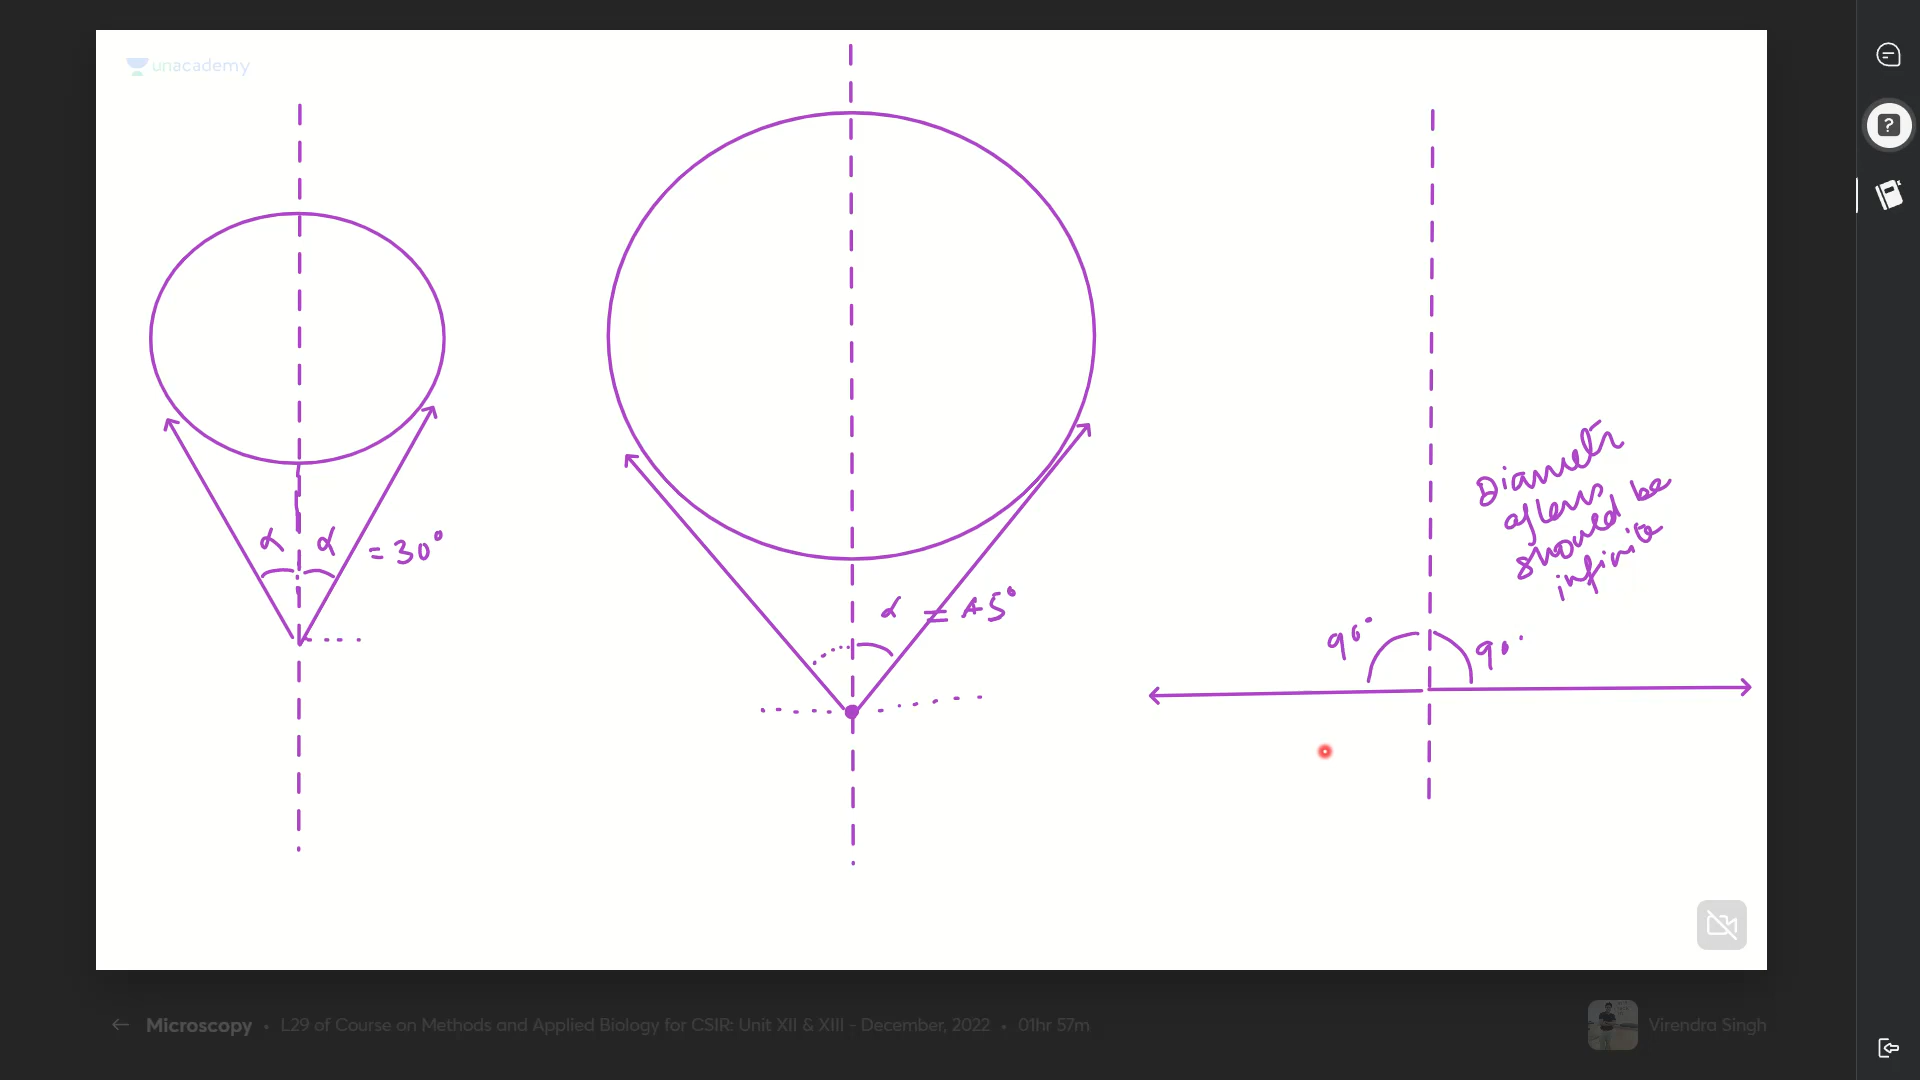 unacademy
α α = 30°
α = 45°
Diameter
of lens
should be
infinite
90° 90°
Microscopy • L29 of Course on Methods and Applied Biology for CSIR: Unit XII & XIII - December, 2022 • 01hr 57m
Virendra Singh